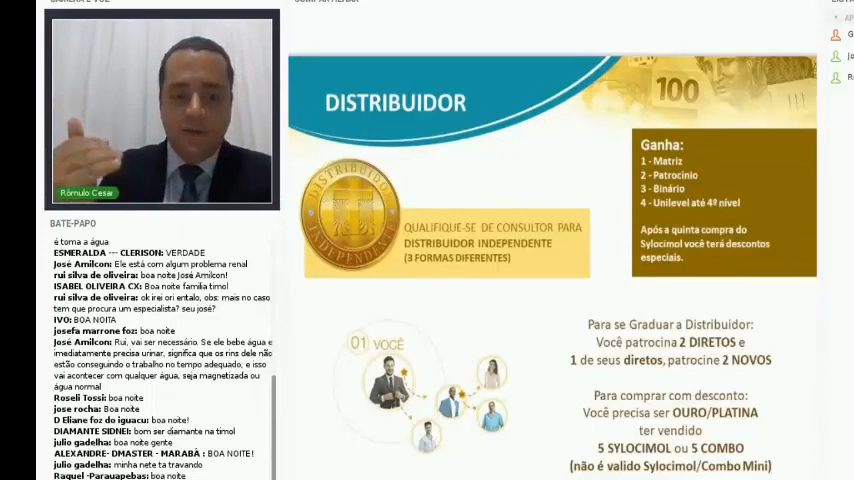 Rômulo Cesar
BATE-PAPO
é toma a água
ESMERALDA --- CLERISON: VERDADE
José Amilcon: Ele está com algum problema renal
rui silva de oliveira: boa noite José Amilcon!
ISABEL OLIVEIRA CX: Boa noite familia timol
rui silva de oliveira: ok irei ori entalo, obs: mais no caso
tem que procura um especialista? seu josé?
IVO: BOA NOITA
josefa marrone foz: boa noite
José Amilcon: Rui, vai ser necessário. Se ele bebe água e
imediatamente precisa urinar, significa que os rins dele não
estão conseguindo o trabalho no tempo adequado, e isso
vai acontecer com qualquer água, seja magnetizada ou
água normal
Roseli Tossi: boa noite
jose rocha: Boa noite
D Eliane foz do iguacu: boa noite!
DIAMANTE SIDNEI: bom ser diamante na timol
julio gadelha: boa noite gente
ALEXANDRE- DMASTER - MARABÀ : BOA NOITE!
julio gadelha: minha nete ta travando
Raquel -Parauapebas: boa noite
DISTRIBUIDOR
100
Ganha:
1 - Matriz
2 - Patrocínio
3 - Binário
4 - Unilevel até 4º nível
Após a quinta compra do
Sylocimol você terá descontos
especiais.
DISTRIBUIDOR
INDEPENDENTE
QUALIFIQUE-SE DE CONSULTOR PARA
DISTRIBUIDOR INDEPENDENTE
(3 FORMAS DIFERENTES)
01 VOCÊ
Para se Graduar a Distribuidor:
Você patrocina 2 DIRETOS e
1 de seus diretos, patrocine 2 NOVOS
Para comprar com desconto:
Você precisa ser OURO/PLATINA
ter vendido
5 SYLOCIMOL ou 5 COMBO
(não é valido Sylocimol/Combo Mini)